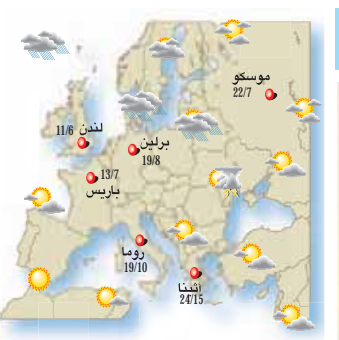 موسكو
22/7
لندن
11/6
برلين
19/8
13/7
باريس
روما
19/10
أثينا
24/15